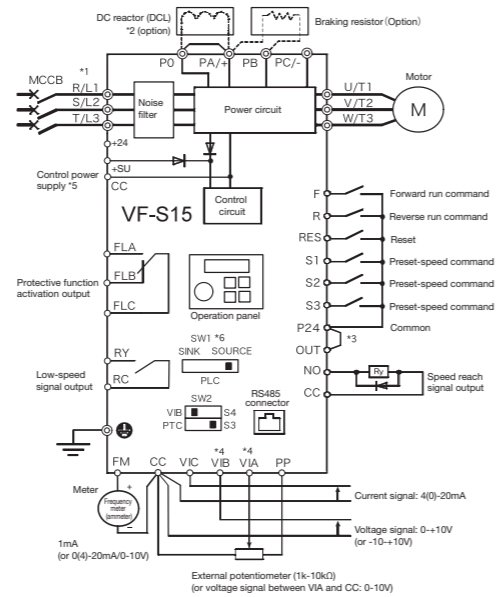 DC reactor (DCL)
*2 (option)
Braking resistor (Option)
P0 PA/+ PB PC/-
MCCB *1
R/L1
S/L2
T/L3
Noise
filter
Power circuit
U/T1
V/T2
W/T3
Motor
M
+24
+SU
CC
Control power
supply *5
Control
circuit
VF-S15
F Forward run command
R Reverse run command
RES Reset
S1 Preset-speed command
S2 Preset-speed command
S3 Preset-speed command
P24 Common
*3
OUT
FLA
FLB
FLC
Protective function
activation output
Operation panel
SW1 *6
SINK SOURCE
PLC
RY
RC
Low-speed
signal output
NO
CC
Ry
Speed reach
signal output
SW2
VIB S4
PTC S3
RS485
connector
*4 *4
FM CC VIC VIB VIA PP
Meter
+
Frequency
meter
(ammeter)
−
1mA
(or 0(4)-20mA/0-10V)
Current signal: 4(0)-20mA
Voltage signal: 0-+10V
(or -10-+10V)
External potentiometer (1k-10kΩ)
(or voltage signal between VIA and CC: 0-10V)